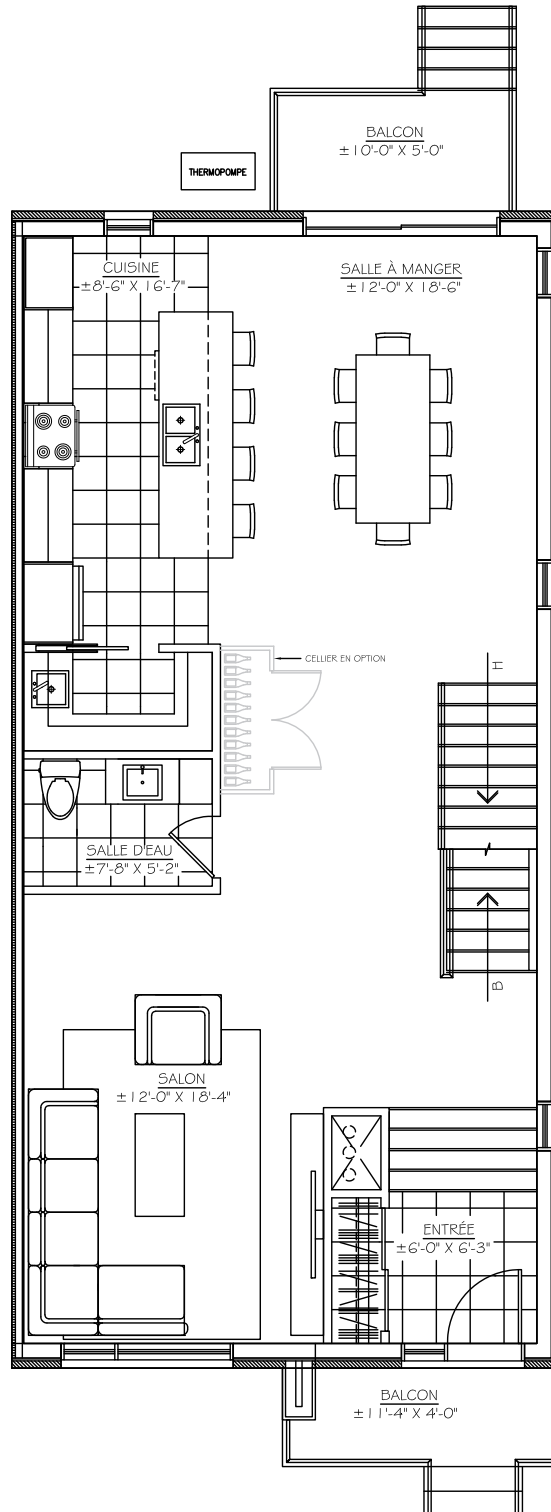 BALCON
±10'-0" X 5'-0"
THERMOPOMPE
CUISINE
±8'-6" X 16'-7"
SALLE À MANGER
±12'-0" X 18'-6"
CELLIER EN OPTION
H
SALLE D'EAU
±7'-8" X 5'-2"
B
SALON
±12'-0" X 18'-4"
ENTRÉE
±6'-0" X 6'-3"
BALCON
±11'-4" X 4'-0"